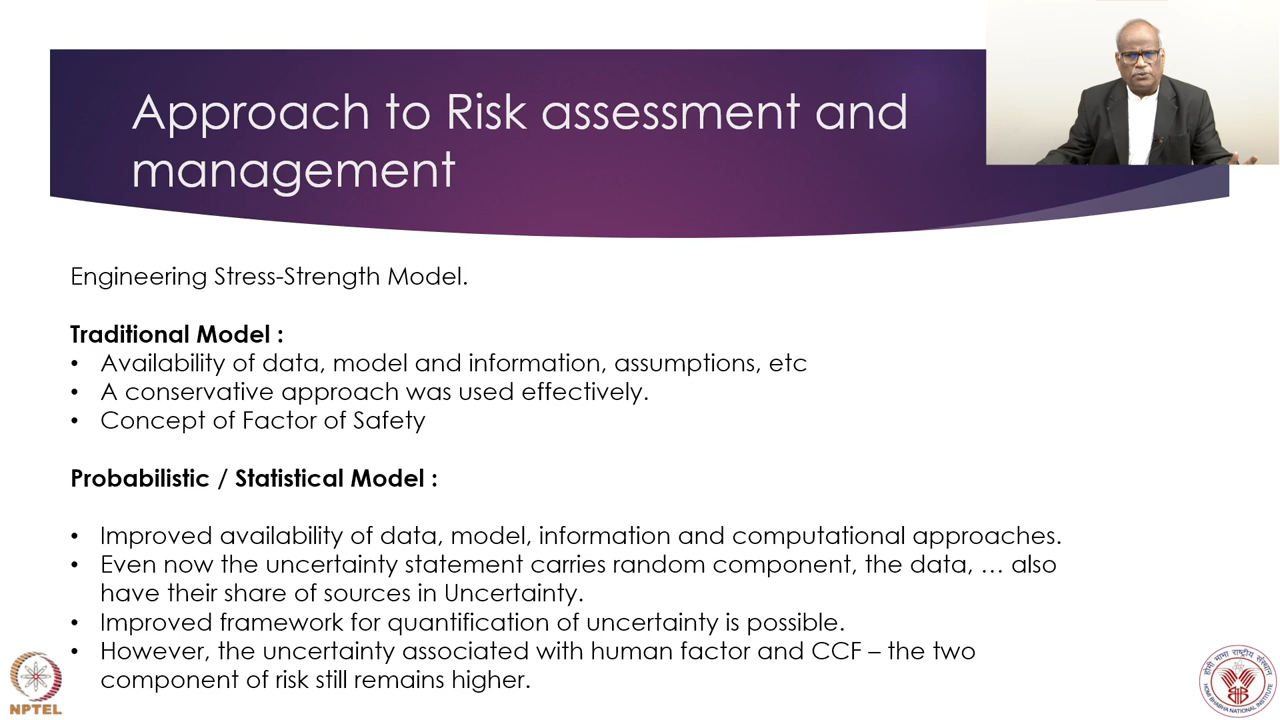 Approach to Risk assessment and
management
Engineering Stress-Strength Model.
Traditional Model :
• Availability of data, model and information, assumptions, etc
• A conservative approach was used effectively.
• Concept of Factor of Safety
Probabilistic / Statistical Model :
• Improved availability of data, model, information and computational approaches.
• Even now the uncertainty statement carries random component, the data, … also
have their share of sources in Uncertainty.
• Improved framework for quantification of uncertainty is possible.
• However, the uncertainty associated with human factor and CCF – the two
component of risk still remains higher.
NPTEL
होमी भाभा राष्ट्रीय संस्थान
HOMI BHABHA NATIONAL INSTITUTE